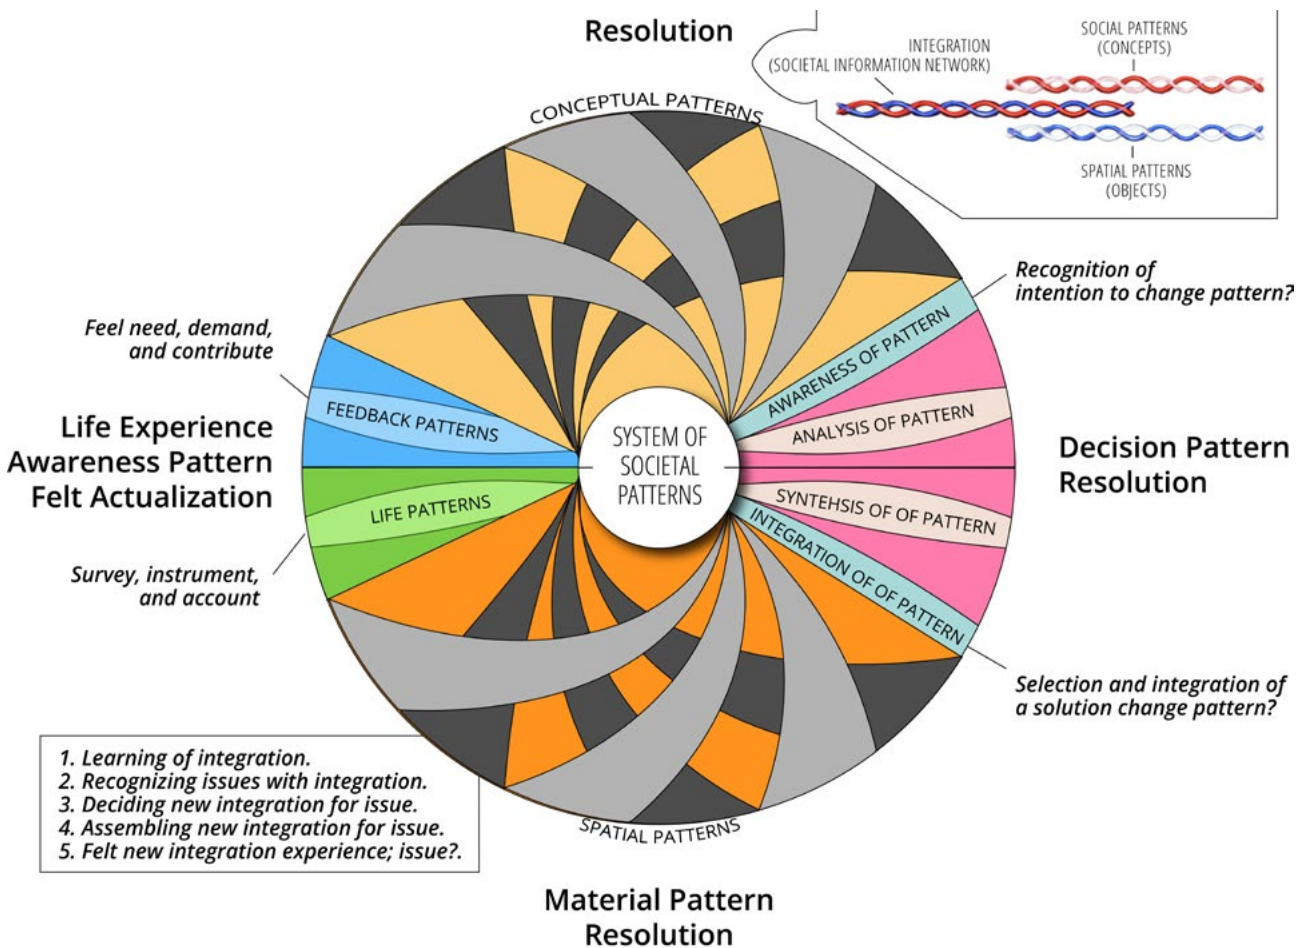 Resolution
SOCIAL PATTERNS
(CONCEPTS)
INTEGRATION
(SOCIETAL INFORMATION NETWORK)
SPATIAL PATTERNS
(OBJECTS)
CONCEPTUAL PATTERNS
Recognition of
intention to change pattern?
Feel need, demand,
and contribute
AWARENESS OF PATTERN
ANALYSIS OF PATTERN
FEEDBACK PATTERNS
SYSTEM OF
SOCIETAL
PATTERNS
Life Experience
Awareness Pattern
Felt Actualization
Decision Pattern
Resolution
LIFE PATTERNS
SYNTEHSIS OF OF PATTERN
INTEGRATION OF OF PATTERN
Survey, instrument,
and account
Selection and integration of
a solution change pattern?
1. Learning of integration.
2. Recognizing issues with integration.
3. Deciding new integration for issue.
4. Assembling new integration for issue.
5. Felt new integration experience; issue?.
SPATIAL PATTERNS
Material Pattern
Resolution